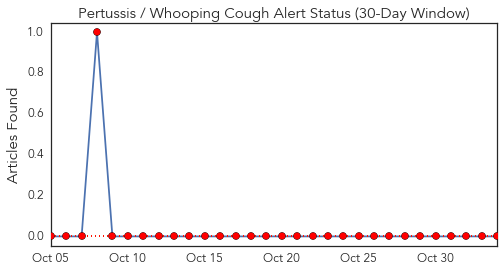 Pertussis / Whooping Cough Alert Status (30-Day Window)
Articles Found
1.0
0.8
0.6
0.4
0.2
0.0
Oct 05 Oct 10 Oct 15 Oct 20 Oct 25 Oct 30